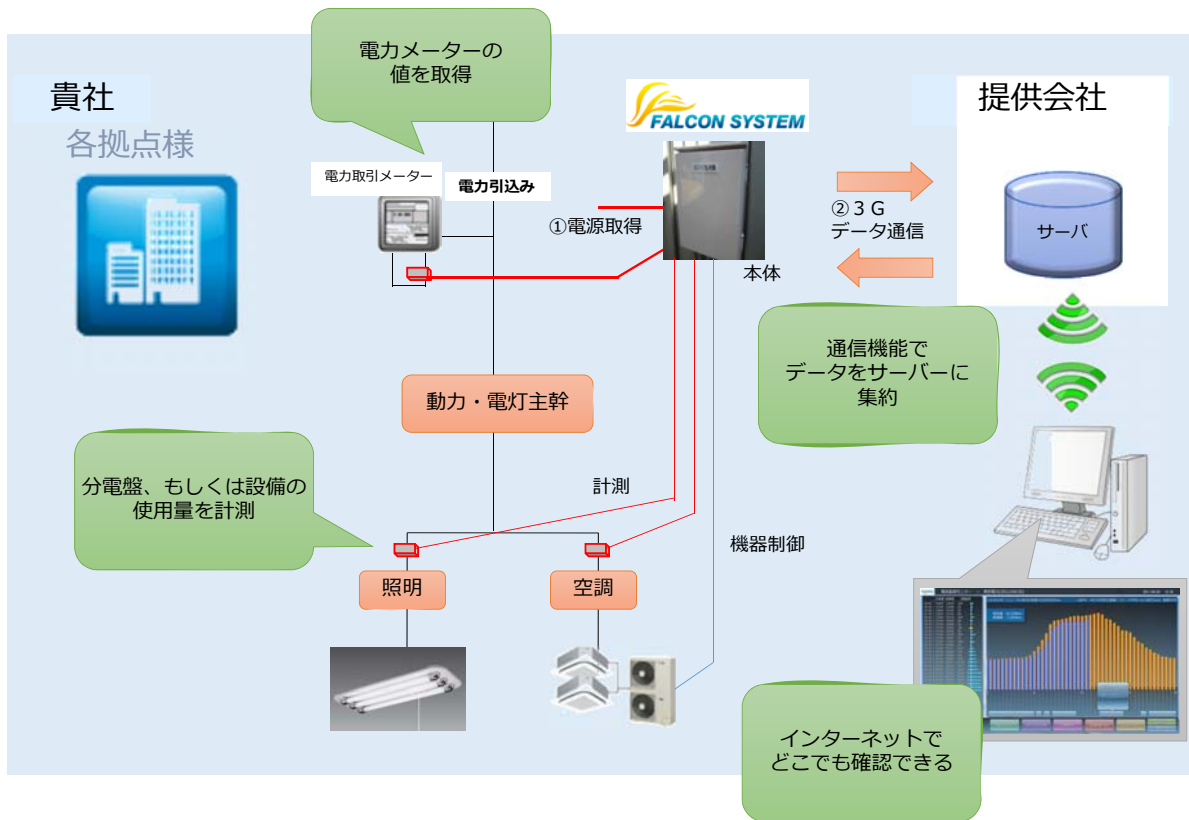 電力メーターの
値を取得
貴社
各拠点様
FALCON SYSTEM
提供会社
電力取引メーター
電力引込み
①電源取得
②３Ｇ
データ通信
サーバ
本体
通信機能で
データをサーバーに
集約
動力・電灯主幹
分電盤、もしくは設備の
使用量を計測
計測
機器制御
照明
空調
インターネットで
どこでも確認できる